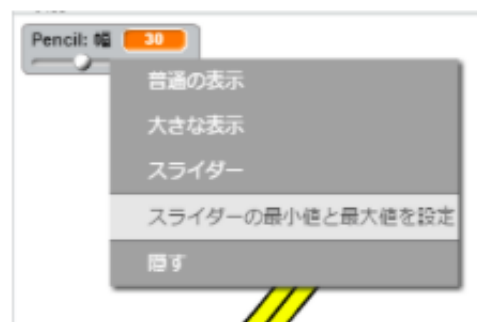 Pencil: 幅 30
普通の表示
大きな表示
スライダー
スライダーの最小値と最大値を設定
隠す